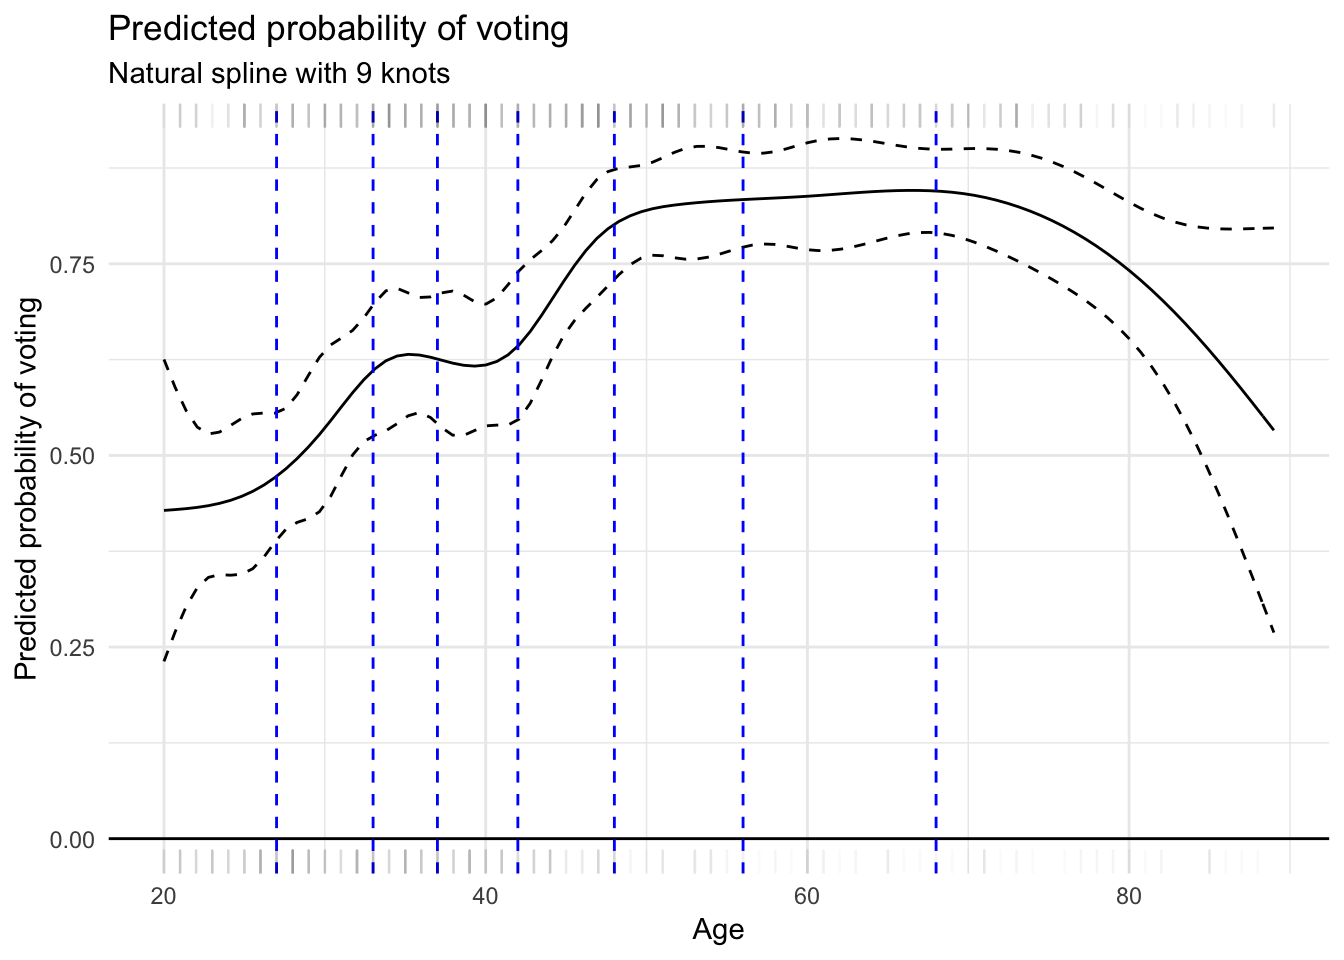 Predicted probability of voting
Natural spline with 9 knots
Predicted probability of voting
0.75
0.50
0.25
0.00
20 40 60 80
Age